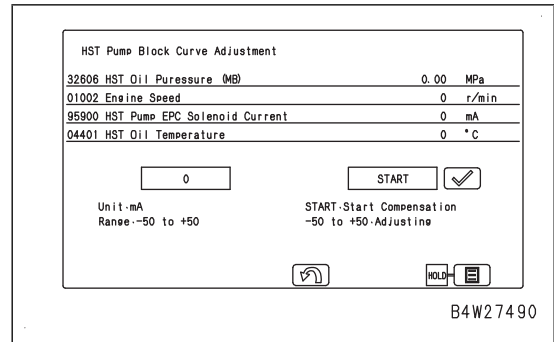 HST Pump Block Curve Adjustment
32606 HST Oil Puressure (MB) 0.00 MPa
01002 Engine Speed 0 r/min
95900 HST Pump EPC Solenoid Current 0 mA
04401 HST Oil Temperature 0 °C
0 START
Unit·mA START·Start Compensation
Range·-50 to +50 -50 to +50·Adjusting
HOLD
B4W27490